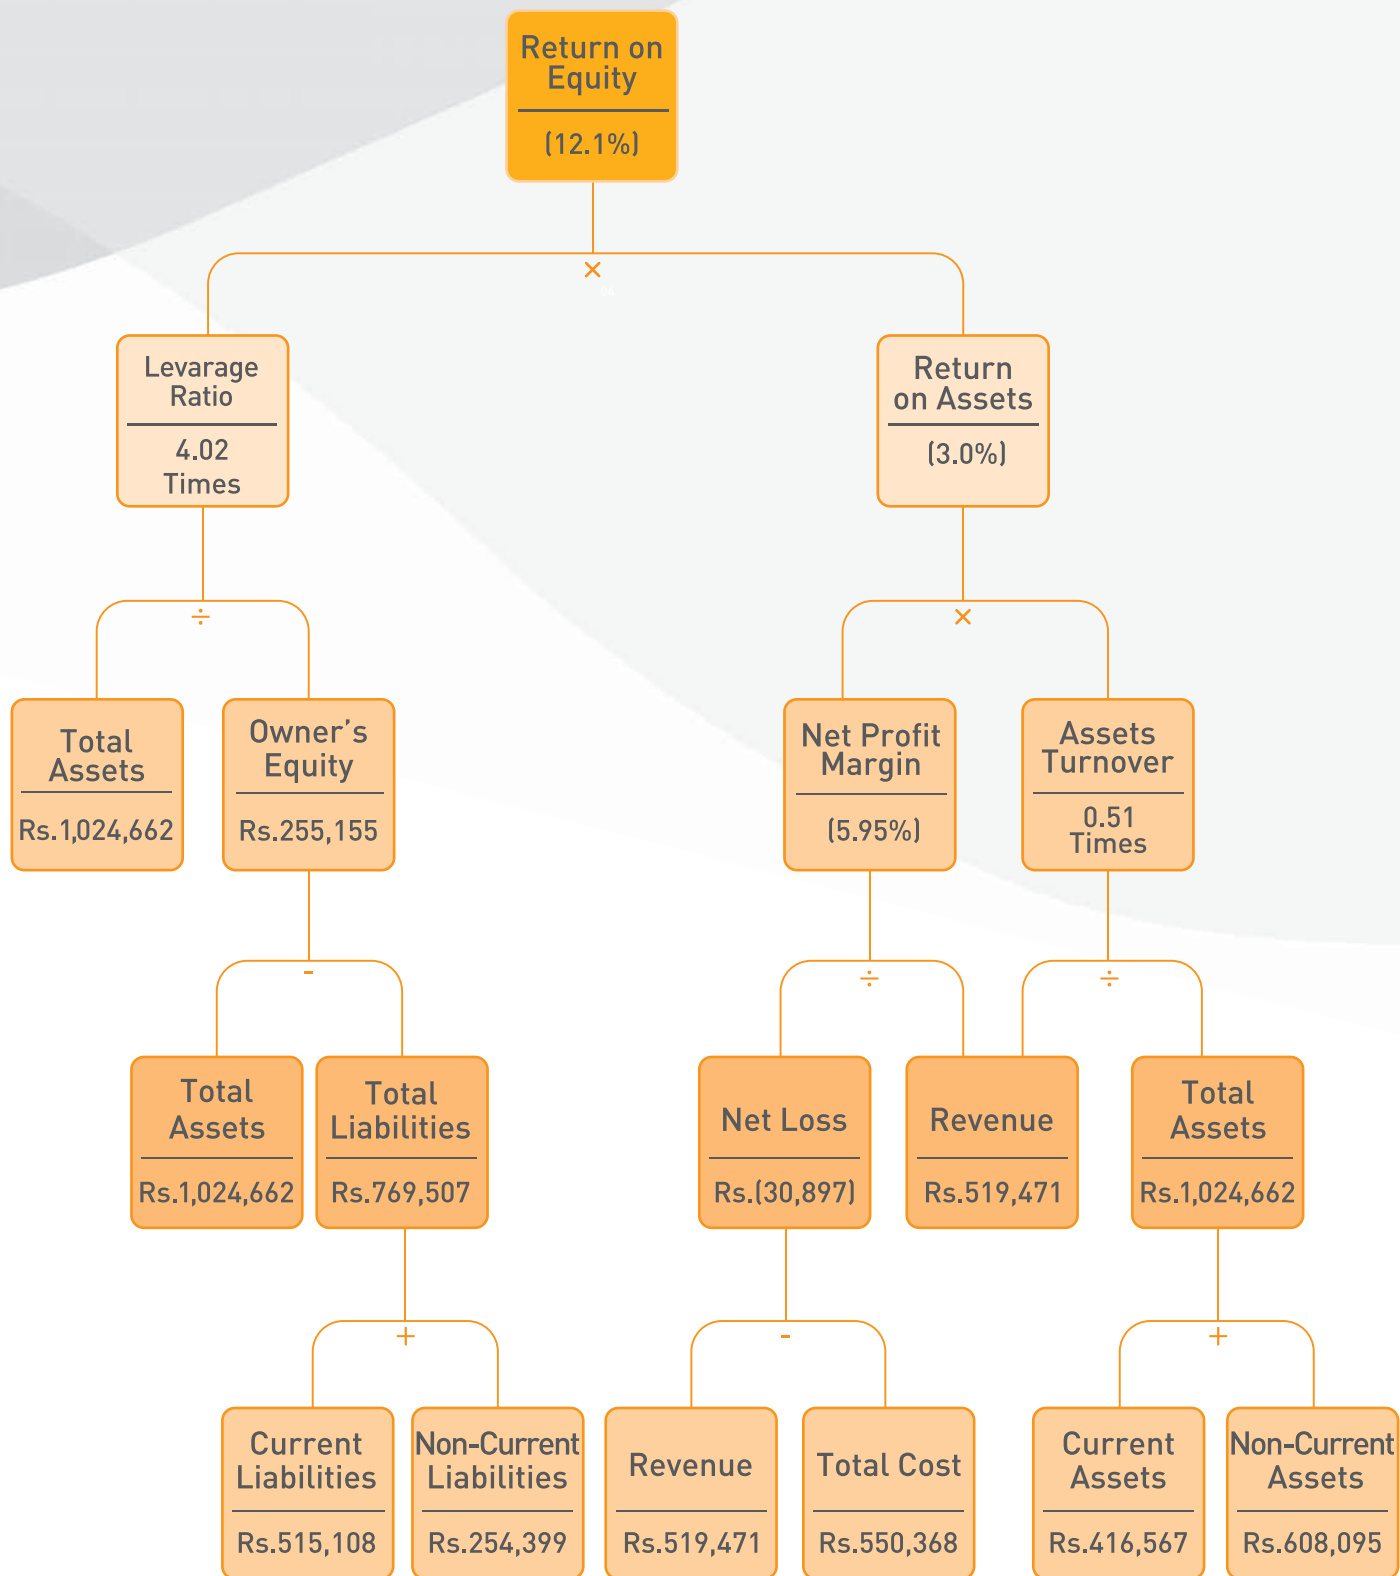 Return on
Equity
(12.1%)
×
04
Levarage
Ratio
4.02
Times
Return
on Assets
(3.0%)
÷
×
Total
Assets
Rs.1,024,662
Owner's
Equity
Rs.255,155
Net Profit
Margin
(5.95%)
Assets
Turnover
0.51
Times
-
÷
÷
Total
Assets
Rs.1,024,662
Total
Liabilities
Rs.769,507
Net Loss
Rs.(30,897)
Revenue
Rs.519,471
Total
Assets
Rs.1,024,662
+
-
+
Current
Liabilities
Rs.515,108
Non-Current
Liabilities
Rs.254,399
Revenue
Rs.519,471
Total Cost
Rs.550,368
Current
Assets
Rs.416,567
Non-Current
Assets
Rs.608,095